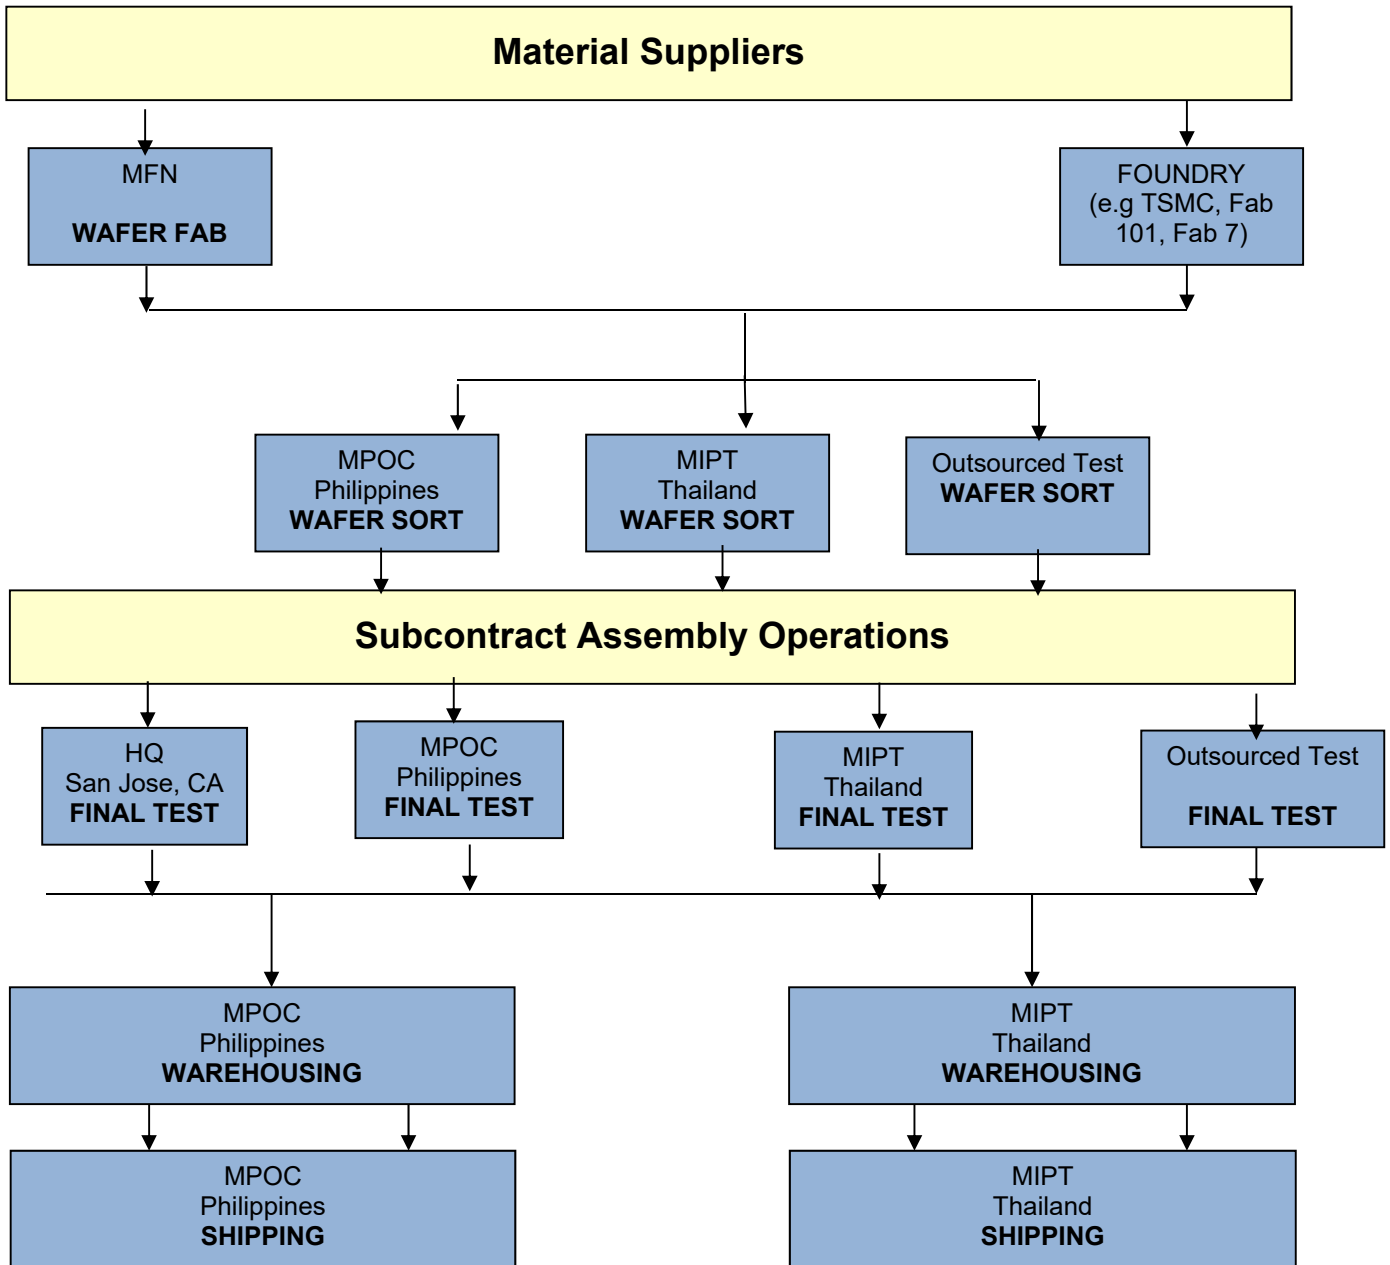 Material Suppliers
MFN
WAFER FAB
FOUNDRY
(e.g TSMC, Fab
101, Fab 7)
MPOC
Philippines
WAFER SORT
MIPT
Thailand
WAFER SORT
Outsourced Test
WAFER SORT
Subcontract Assembly Operations
HQ
San Jose, CA
FINAL TEST
MPOC
Philippines
FINAL TEST
MIPT
Thailand
FINAL TEST
Outsourced Test
FINAL TEST
MPOC
Philippines
WAREHOUSING
MIPT
Thailand
WAREHOUSING
MPOC
Philippines
SHIPPING
MIPT
Thailand
SHIPPING